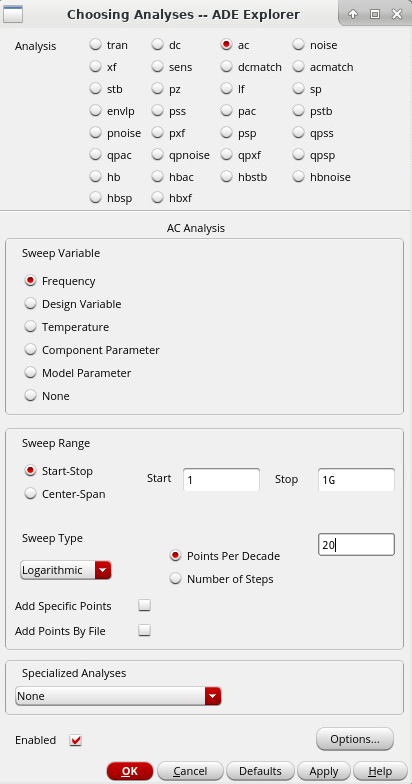 Choosing Analyses -- ADE Explorer
Analysis tran dc ac noise
xf sens dcmatch acmatch
stb pz lf sp
envlp pss pac pstb
pnoise pxf psp qpss
qpac qpnoise qpxf qpsp
hb hbac hbstb hbnoise
hbsp hbxf
AC Analysis
Sweep Variable
Frequency
Design Variable
Temperature
Component Parameter
Model Parameter
None
Sweep Range
Start-Stop Start 1 Stop 1G
Center-Span
Sweep Type
Logarithmic Points Per Decade 20
Number of Steps
Add Specific Points
Add Points By File
Specialized Analyses
None
Enabled Options...
OK Cancel Defaults Apply Help